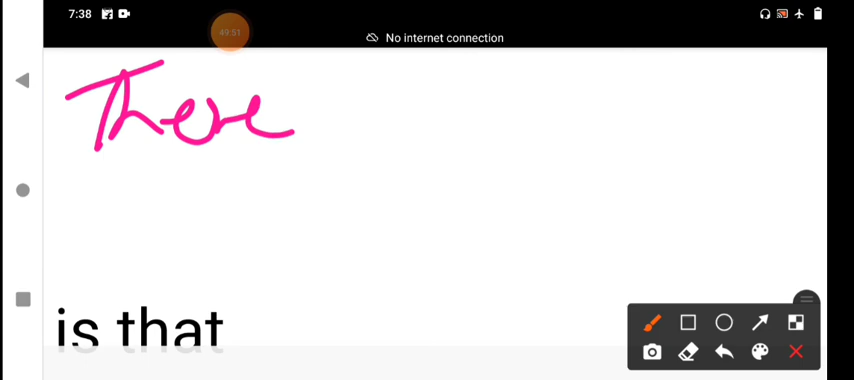 7:38
49:51
No internet connection
There
is that